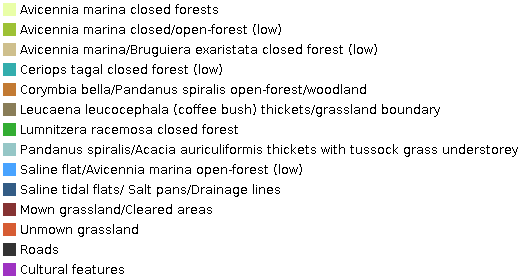 Avicennia marina closed forests
Avicennia marina closed/open-forest (low)
Avicennia marina/Bruguiera exaristata closed forest (low)
Ceriops tagal closed forest (low)
Corymbia bella/Pandanus spiralis open-forest/woodland
Leucaena leucocephala (coffee bush) thickets/grassland boundary
Lumnitzera racemosa closed forest
Pandanus spiralis/Acacia auriculiformis thickets with tussock grass understorey
Saline flat/Avicennia marina open-forest (low)
Saline tidal flats/ Salt pans/Drainage lines
Mown grassland/Cleared areas
Unmown grassland
Roads
Cultural features